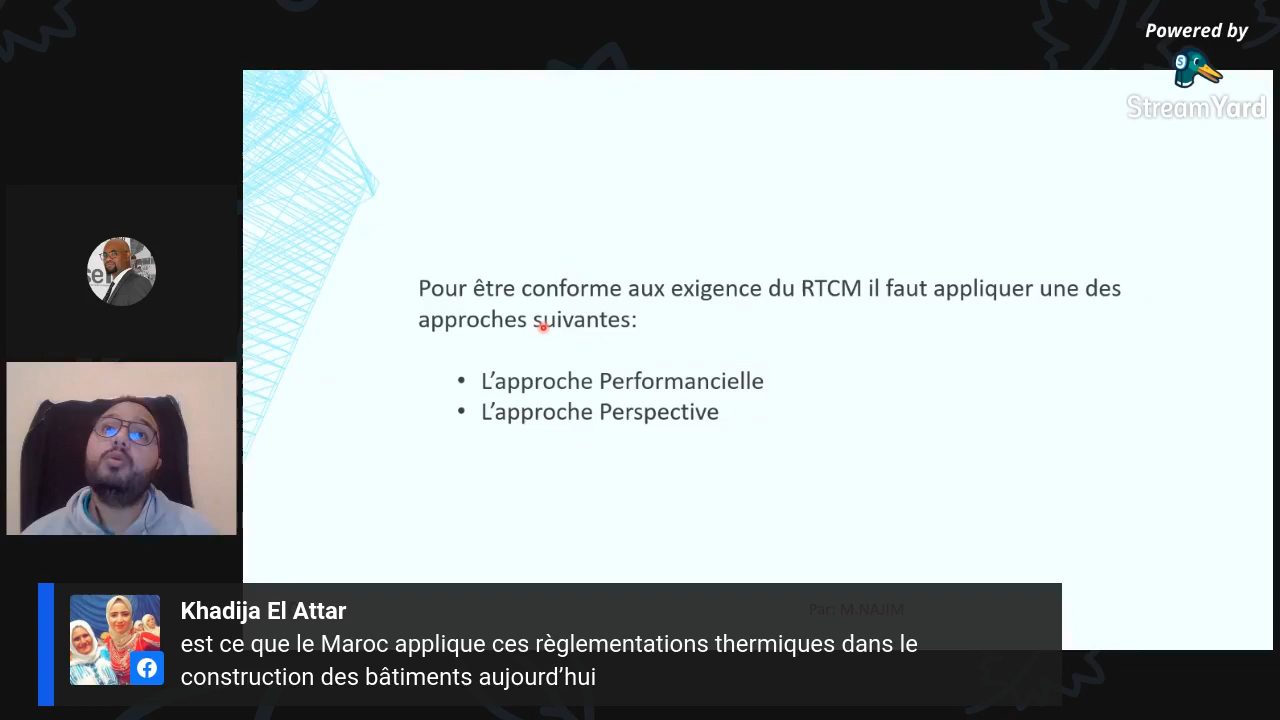 Powered by
StreamYard
Pour être conforme aux exigence du RTCM il faut appliquer une des
approches suivantes:
• L’approche Performancielle
• L’approche Perspective
Par: M.NAJIM
Khadija El Attar
est ce que le Maroc applique ces règlementations thermiques dans le
construction des bâtiments aujourd’hui